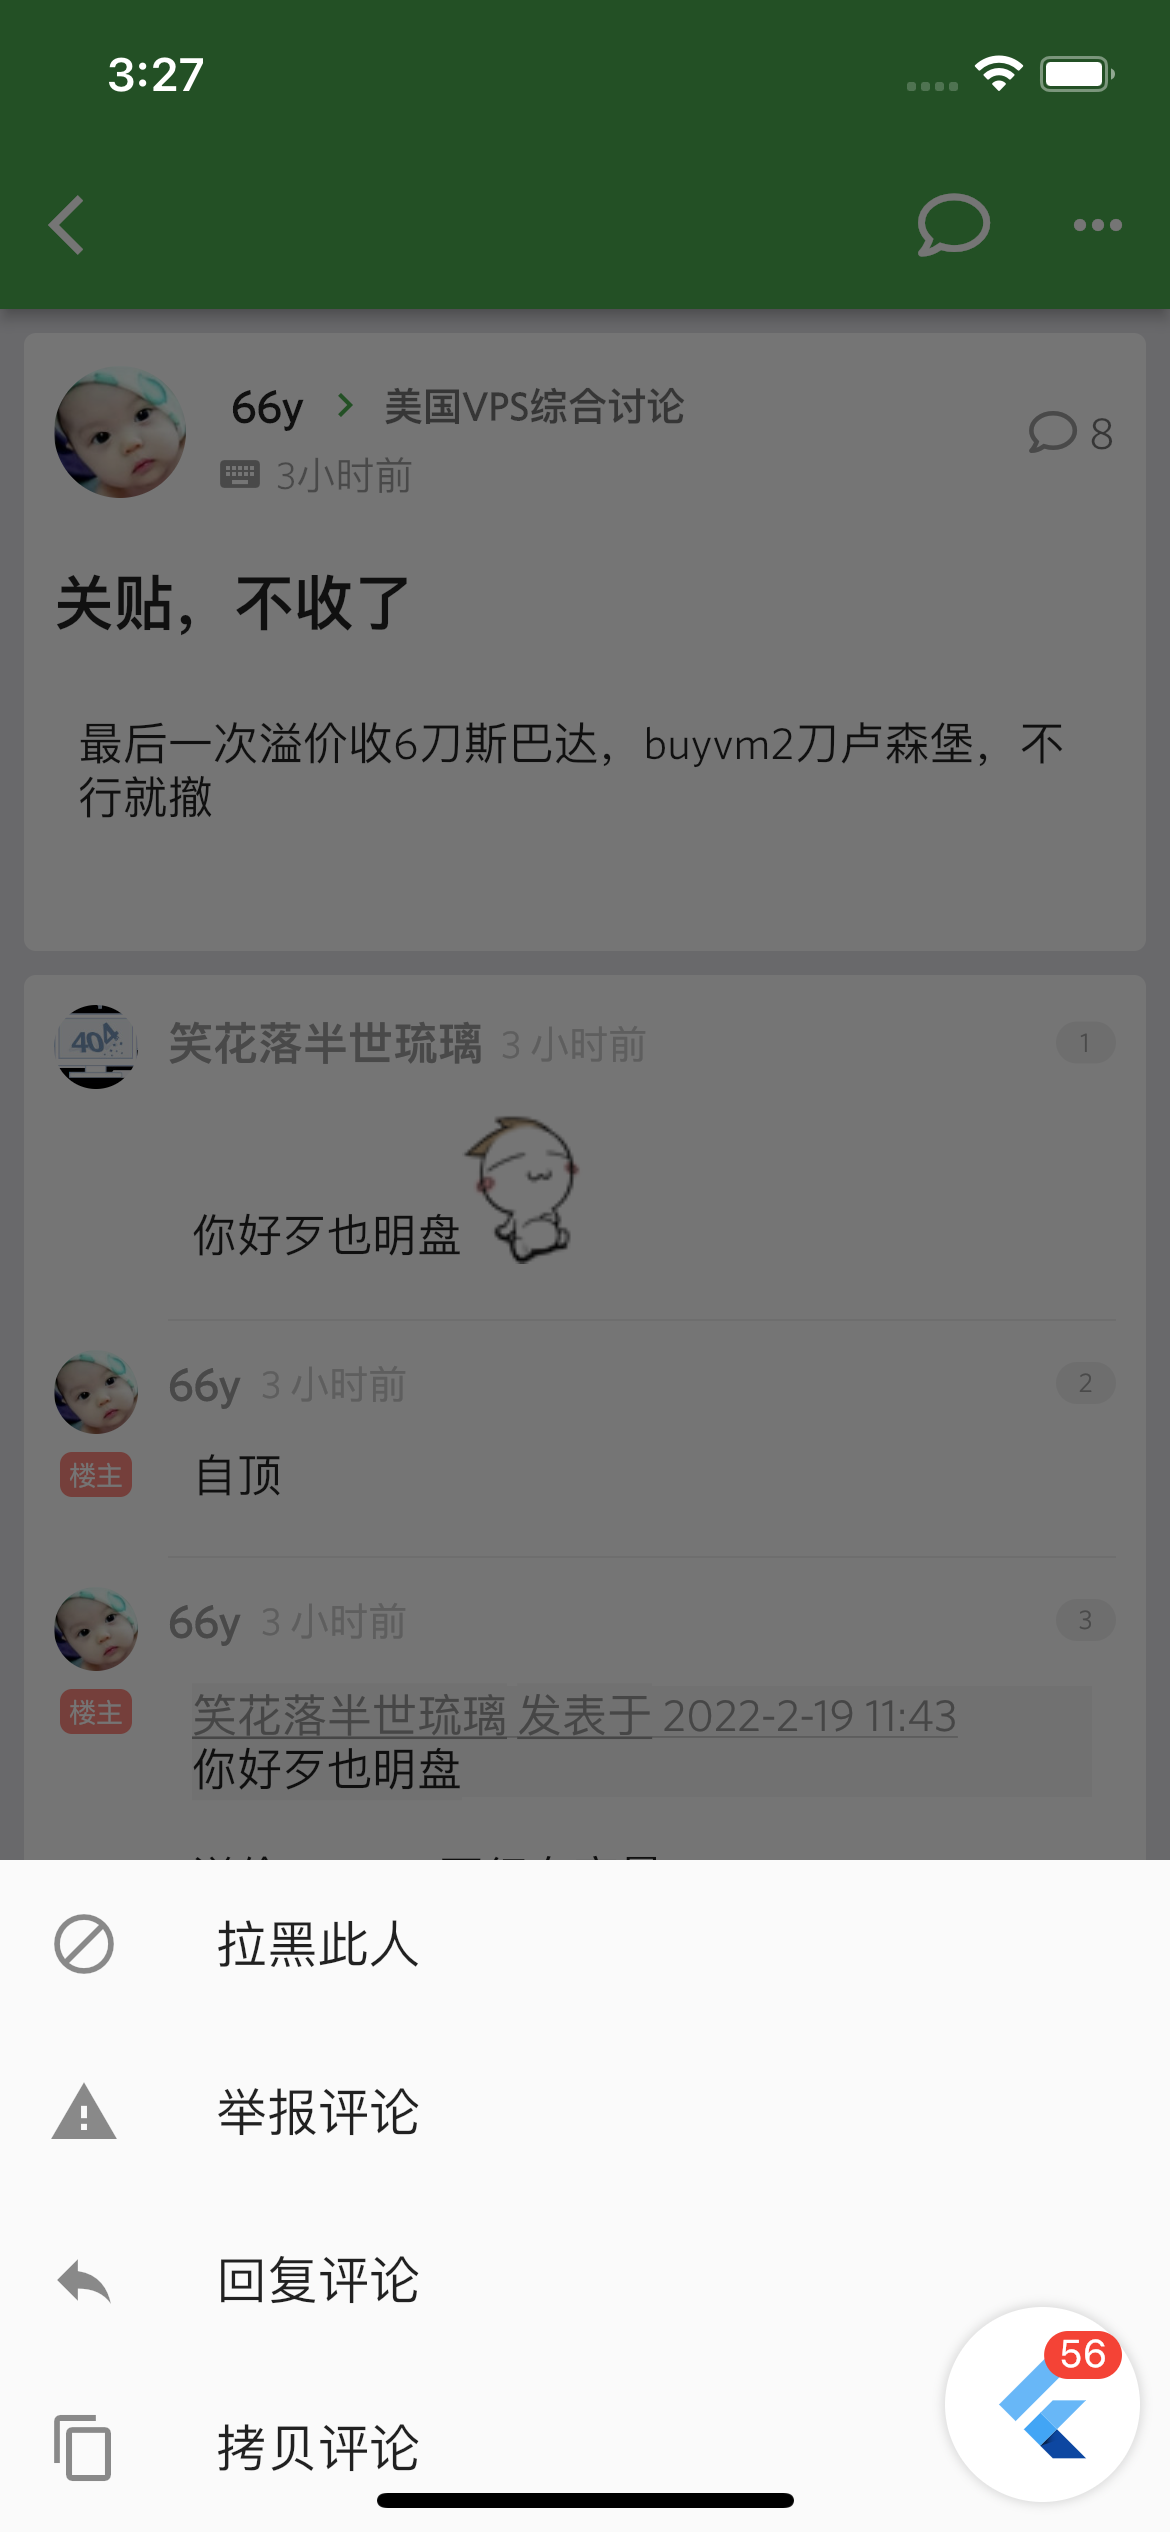 3:27
66y
美国VPS综合讨论
8
3小时前
关贴，不收了
最后一次溢价收6刀斯巴达，buyvm2刀卢森堡，不
行就撤
404
笑花落半世琉璃 3 小时前
1
你好歹也明盘
66y 3 小时前
2
楼主
自顶
66y 3 小时前
3
楼主
笑花落半世琉璃 发表于 2022-2-19 11:43
你好歹也明盘
拉黑此人
举报评论
回复评论
56
拷贝评论